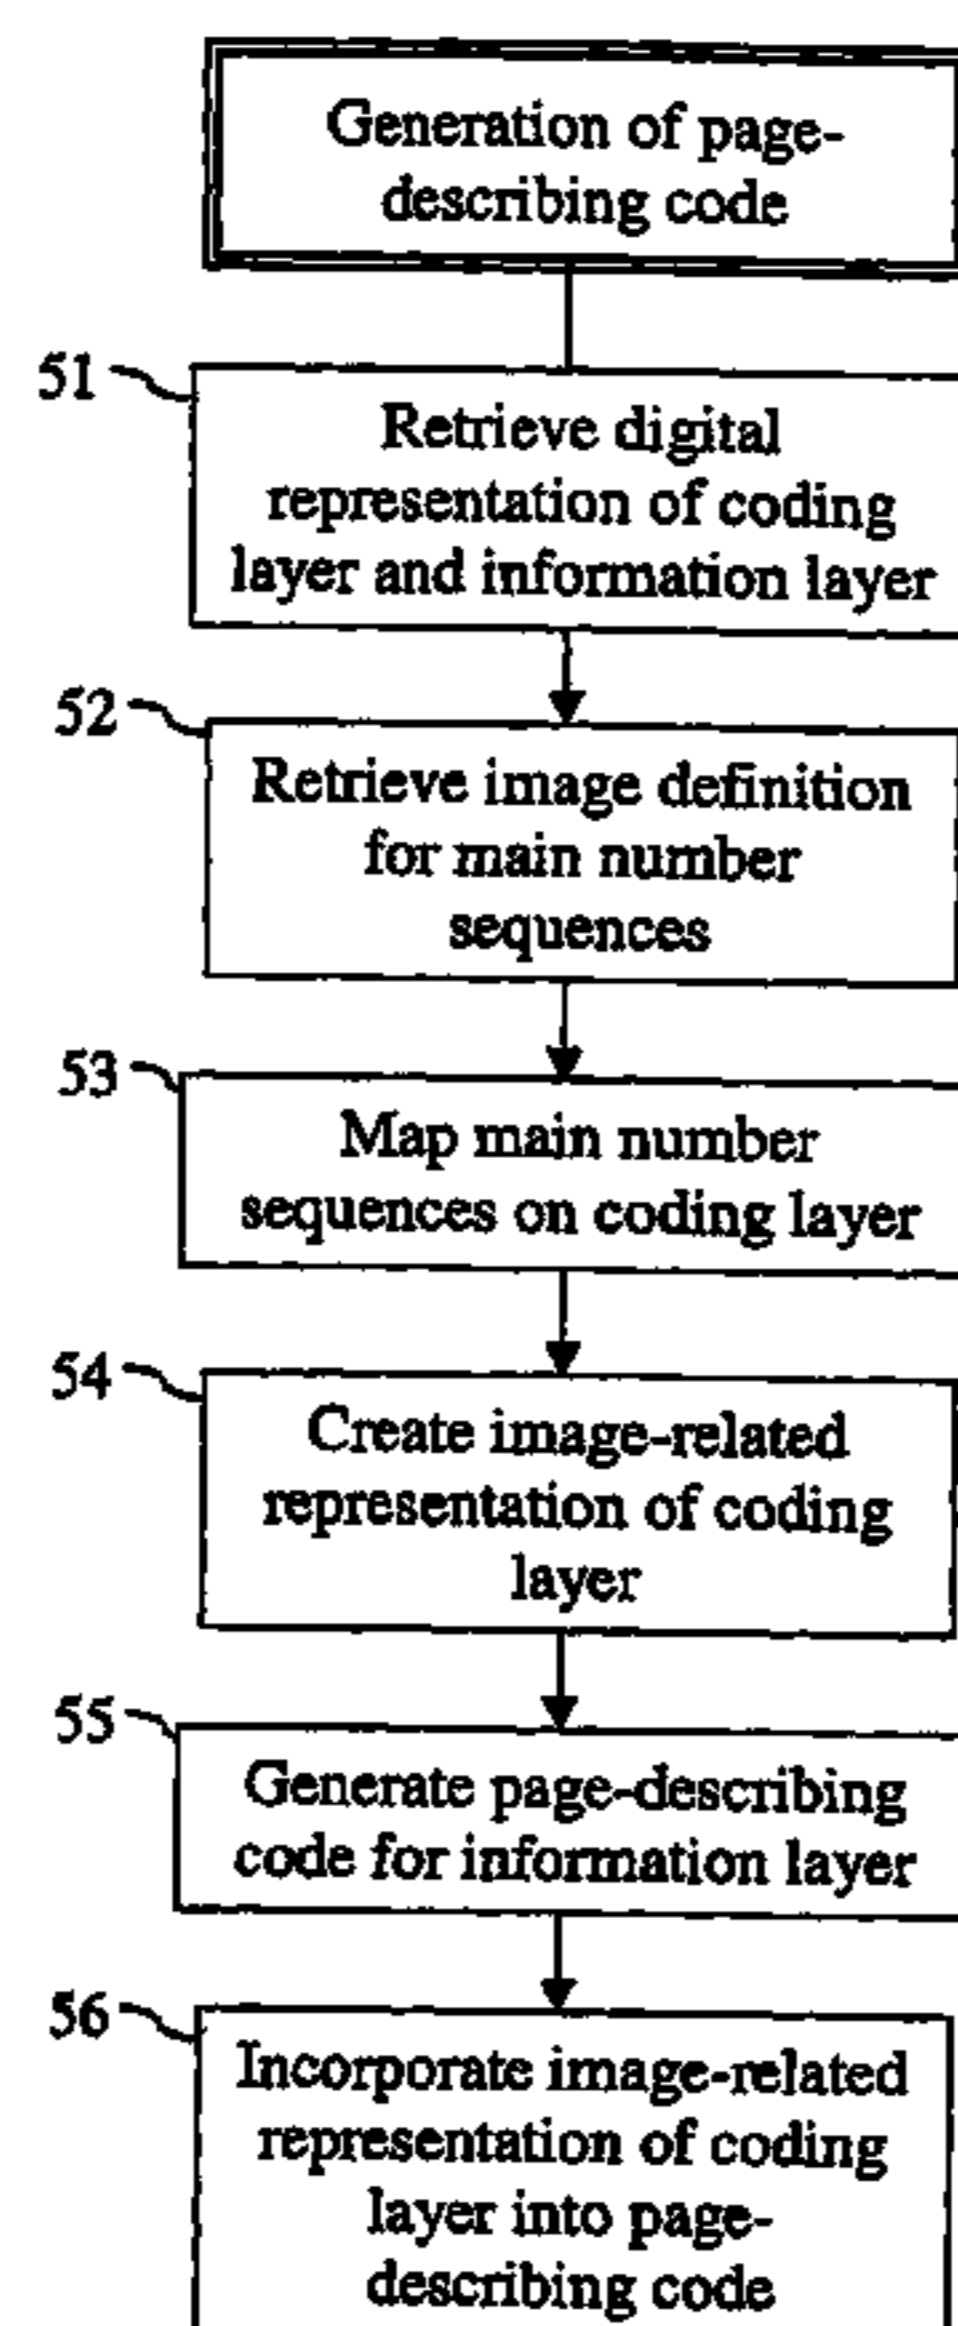 Generation of page-
describing code
51
Retrieve digital
representation of coding
layer and information layer
52
Retrieve image definition
for main number
sequences
53
Map main number
sequences on coding layer
54
Create image-related
representation of coding
layer
55
Generate page-describing
code for information layer
56
Incorporate image-related
representation of coding
layer into page-
describing code